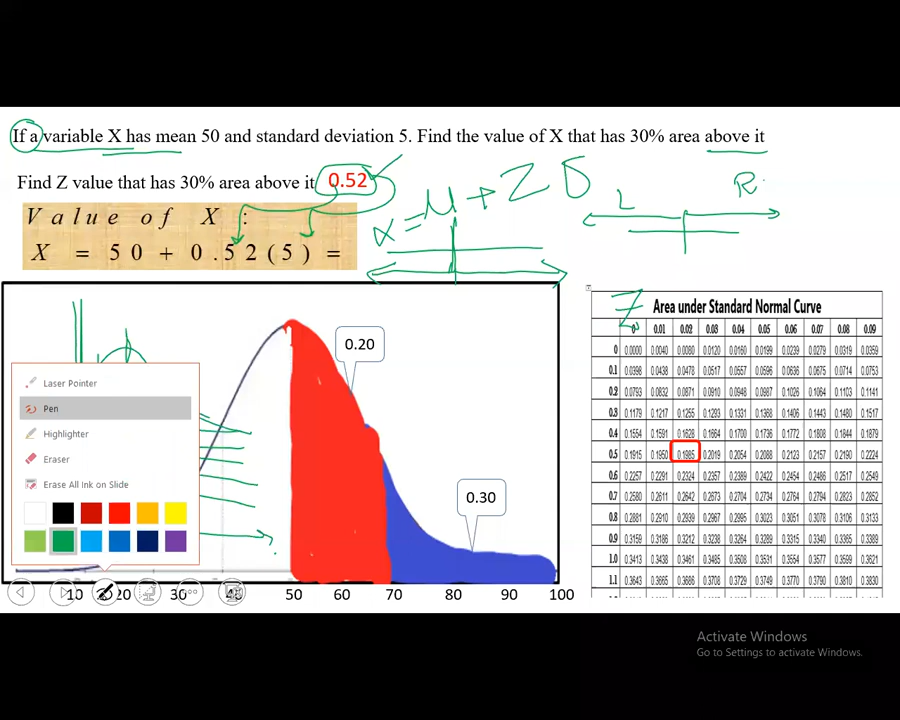 If a variable X has mean 50 and standard deviation 5. Find the value of X that has 30% area above it
Find Z value that has 30% area above it 0.52
Value of X :
X = 50 + 0.52(5) =
x = μ + Z δ
L R
0.20
0.30
Laser Pointer
Pen
Highlighter
Eraser
Erase All Ink on Slide
10 20 30 40 50 60 70 80 90 100
Z
Area under Standard Normal Curve
0 0.01 0.02 0.03 0.04 0.05 0.06 0.07 0.08 0.09
0 0.0000 0.0040 0.0080 0.0120 0.0160 0.0199 0.0239 0.0279 0.0319 0.0359
0.1 0.0398 0.0438 0.0478 0.0517 0.0557 0.0596 0.0636 0.0675 0.0714 0.0753
0.2 0.0793 0.0832 0.0871 0.0910 0.0948 0.0987 0.1026 0.1064 0.1103 0.1141
0.3 0.1179 0.1217 0.1255 0.1293 0.1331 0.1368 0.1406 0.1443 0.1480 0.1517
0.4 0.1554 0.1591 0.1628 0.1664 0.1700 0.1736 0.1772 0.1808 0.1844 0.1879
0.5 0.1915 0.1950 0.1985 0.2019 0.2054 0.2088 0.2123 0.2157 0.2190 0.2224
0.6 0.2257 0.2291 0.2324 0.2357 0.2389 0.2422 0.2454 0.2486 0.2517 0.2549
0.7 0.2580 0.2611 0.2642 0.2673 0.2704 0.2734 0.2764 0.2794 0.2823 0.2852
0.8 0.2881 0.2910 0.2939 0.2967 0.2995 0.3023 0.3051 0.3078 0.3106 0.3133
0.9 0.3159 0.3186 0.3212 0.3238 0.3264 0.3289 0.3315 0.3340 0.3365 0.3389
1.0 0.3413 0.3438 0.3461 0.3485 0.3508 0.3531 0.3554 0.3577 0.3599 0.3621
1.1 0.3643 0.3665 0.3686 0.3708 0.3729 0.3749 0.3770 0.3790 0.3810 0.3830
Activate Windows
Go to Settings to activate Windows.